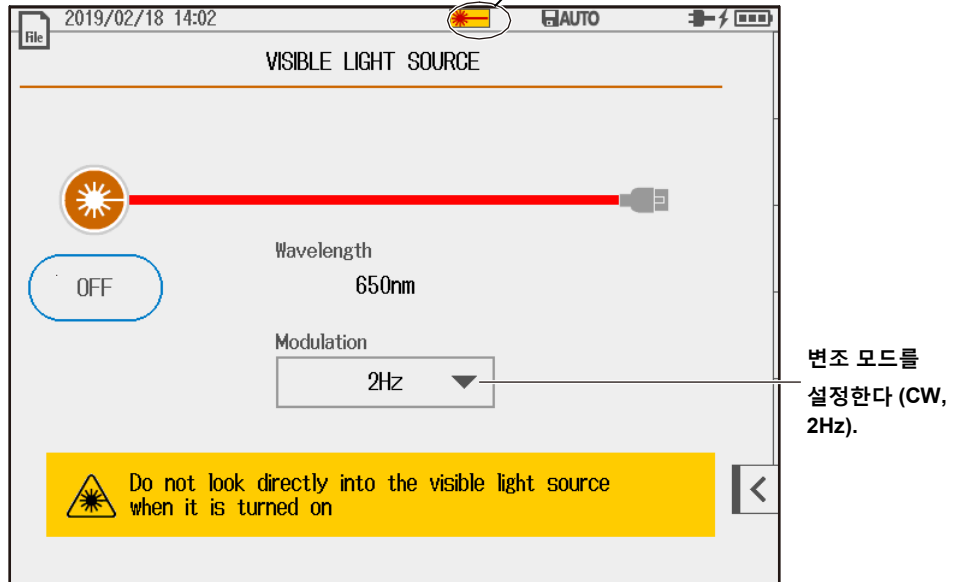 File
2019/02/18 14:02
AUTO
VISIBLE LIGHT SOURCE
OFF
Wavelength
650nm
Modulation
2Hz
변조 모드를
설정한다 (CW,
2Hz).
Do not look directly into the visible light source
when it is turned on